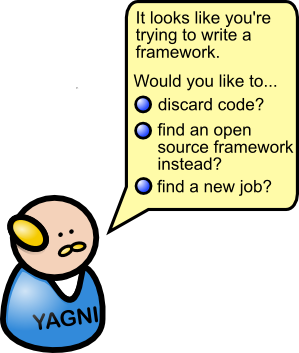 It looks like you're
trying to write a
framework.
Would you like to...
discard code?
find an open
source framework
instead?
find a new job?
YAGNI